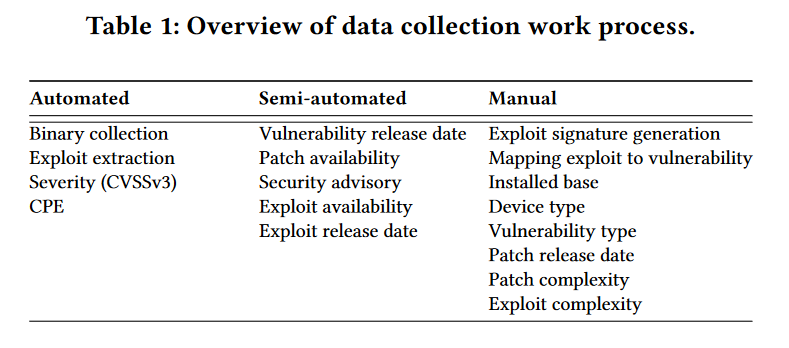 Table 1: Overview of data collection work process.
Automated Semi-automated Manual
Binary collection Vulnerability release date Exploit signature generation
Exploit extraction Patch availability Mapping exploit to vulnerability
Severity (CVSSv3) Security advisory Installed base
CPE Exploit availability Device type
Exploit release date Vulnerability type
Patch release date
Patch complexity
Exploit complexity